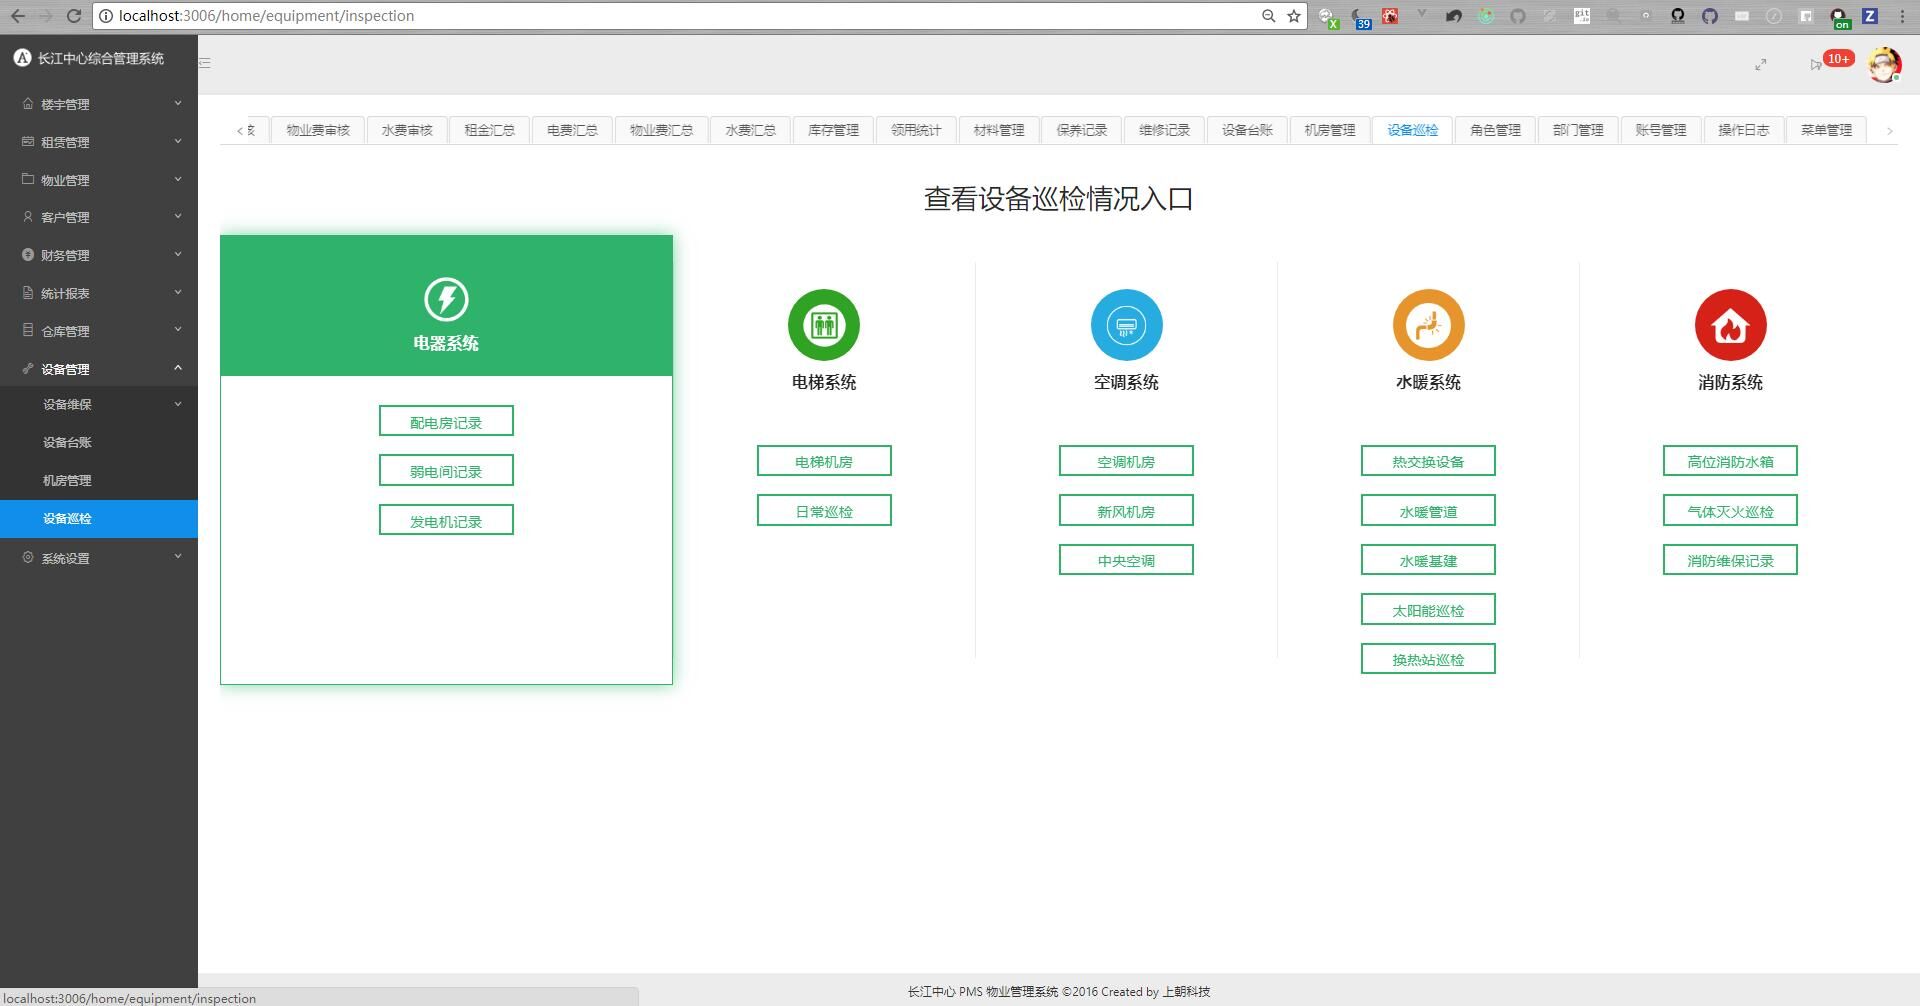 localhost:3006/home/equipment/inspection
39
on
Z
长江中心综合管理系统
10+
楼宇管理
租赁管理
物业管理
客户管理
财务管理
统计报表
仓库管理
设备管理
设备维保
设备台账
机房管理
设备巡检
系统设置
物业费审核
水费审核
租金汇总
电费汇总
物业费汇总
水费汇总
库存管理
领用统计
材料管理
保养记录
维修记录
设备台账
机房管理
设备巡检
角色管理
部门管理
账号管理
操作日志
菜单管理
查看设备巡检情况入口
电器系统
配电房记录
弱电间记录
发电机记录
电梯系统
电梯机房
日常巡检
空调系统
空调机房
新风机房
中央空调
水暖系统
热交换设备
水暖管道
水暖基建
太阳能巡检
换热站巡检
消防系统
高位消防水箱
气体灭火巡检
消防维保记录
长江中心 PMS 物业管理系统 ©2016 Created by 上朝科技
localhost:3006/home/equipment/inspection